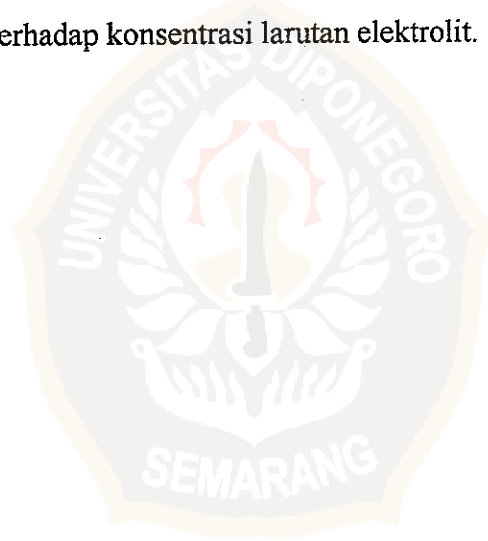 erhadap konsentrasi larutan elektrolit.
UNIVERSITAS DIPONEGORO
SEMARANG